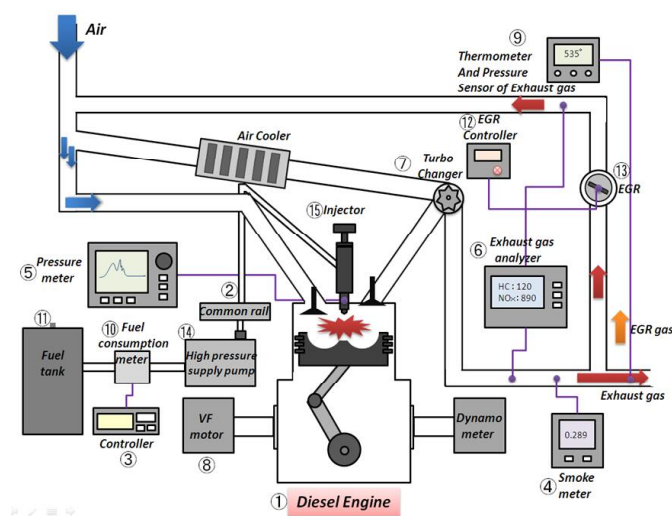 Air
⑨
535°
Thermometer
And Pressure
Sensor of Exhaust gas
Air Cooler
⑫ EGR
Controller
⑦ Turbo
Changer
⑬
EGR
⑮Injector
⑤ Pressure
meter
⑥ Exhaust gas
analyzer
HC : 120
NOx: 890
②
Common rail
⑪
⑩ Fuel
consumption
meter
⑭
High pressure
supply pump
Fuel
tank
EGR gas
Exhaust gas
Controller
③
VF
motor
⑧
Dynamo
meter
0.289
④ Smoke
meter
① Diesel Engine